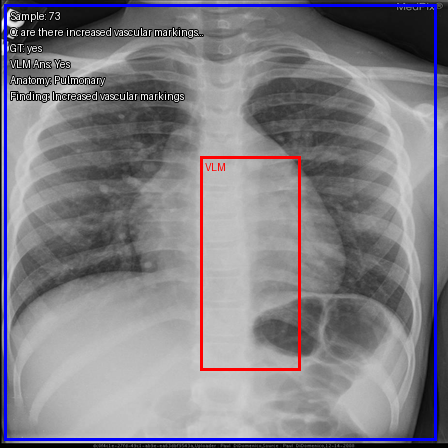 MedPix
Sample: 73
Q: are there increased vascular markings..
GT: yes
VLM Ans: Yes
Anatomy: Pulmonary
Finding: Increased vascular markings
VLM